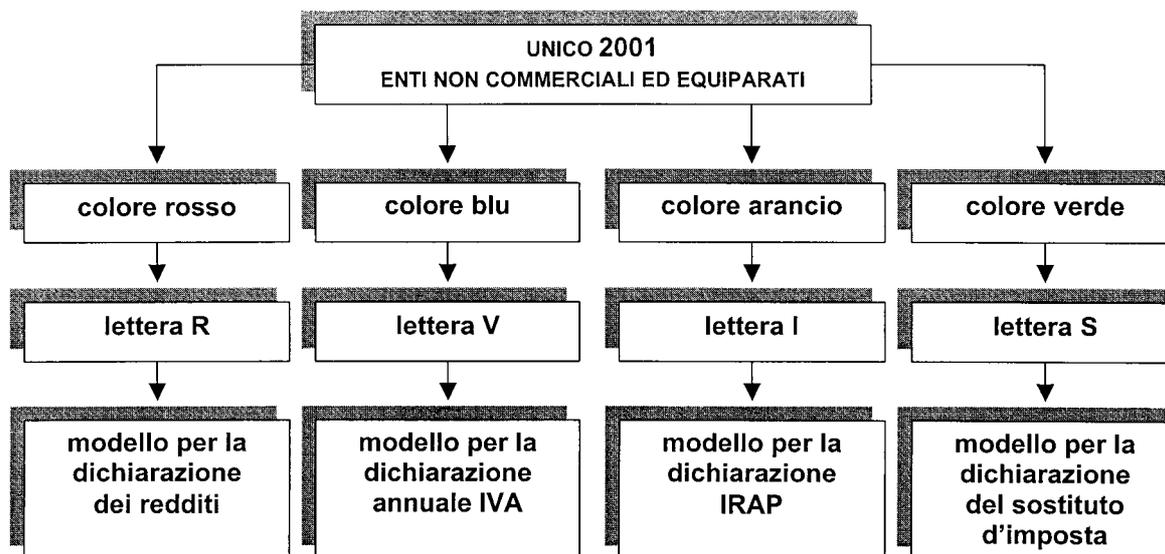 UNICO 2001
ENTI NON COMMERCIALI ED EQUIPARATI
colore rosso
colore blu
colore arancio
colore verde
lettera R
lettera V
lettera I
lettera S
modello per la
dichiarazione
dei redditi
modello per la
dichiarazione
annuale IVA
modello per la
dichiarazione
IRAP
modello per la
dichiarazione
del sostituto
d'imposta